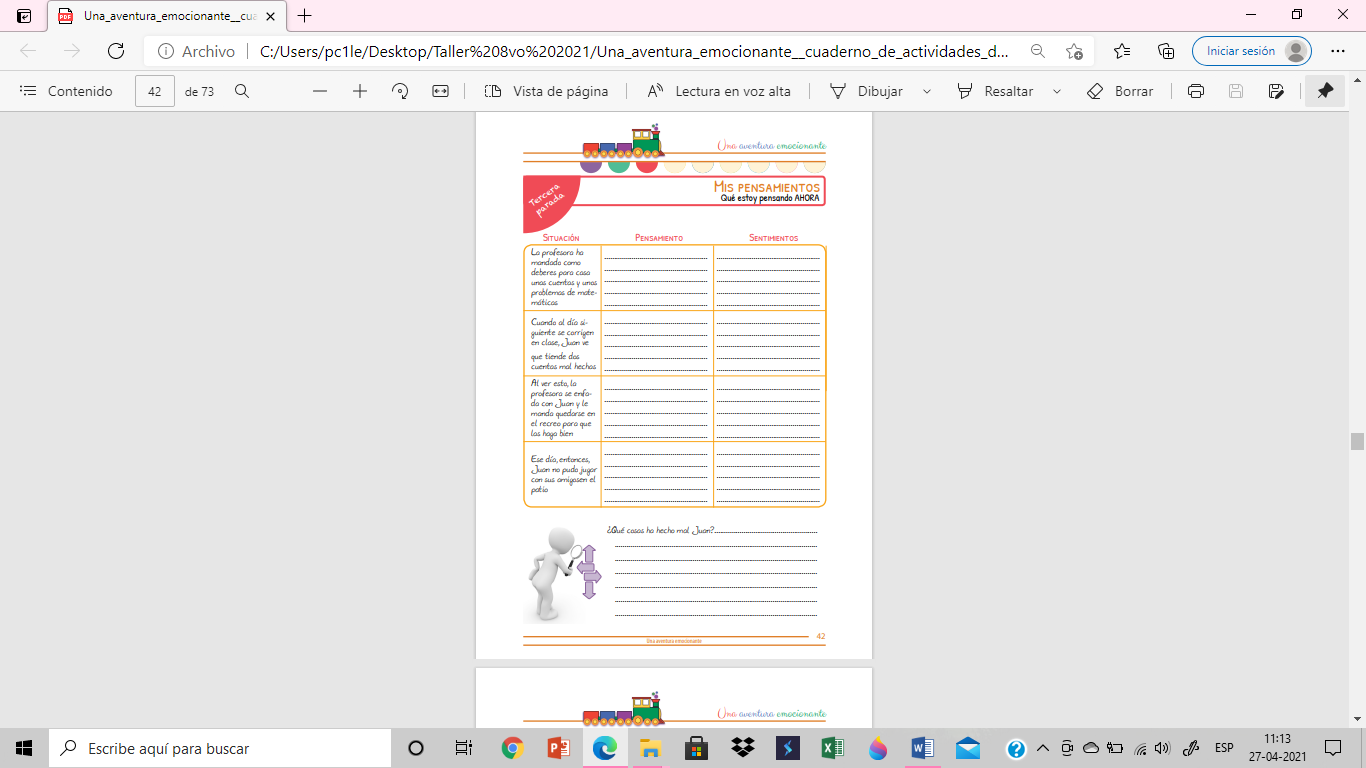 Una_aventura_emocionante__cua
Archivo
C:/Users/pc1le/Desktop/Taller%208vo%202021/Una_aventura_emocionante__cuaderno_de_actividades_d...
Iniciar sesión
Contenido
42
de 73
Vista de página
Lectura en voz alta
Dibujar
Resaltar
Borrar
Una aventura emocionante
Tercera
parada
Mis pensamientos
Qué estoy pensando AHORA
Situación
Pensamiento
Sentimientos
La profesora ha
mandado como
deberes para casa
unas cuentas y unos
problemas de mate-
máticas
Cuando al día si-
guiente se corrigen
en clase, Juan ve
que tiende dos
cuentas mal hechas
Al ver esto, la
profesora se enfa-
da con Juan y le
manda quedarse en
el recreo para que
las haga bien
Ese día, entonces,
Juan no pudo jugar
con sus amigosen el
patio
¿Qué cosas ha hecho mal Juan?
Una aventura emocionante
42
Una aventura emocionante
Escribe aquí para buscar
ESP
11:13
27-04-2021